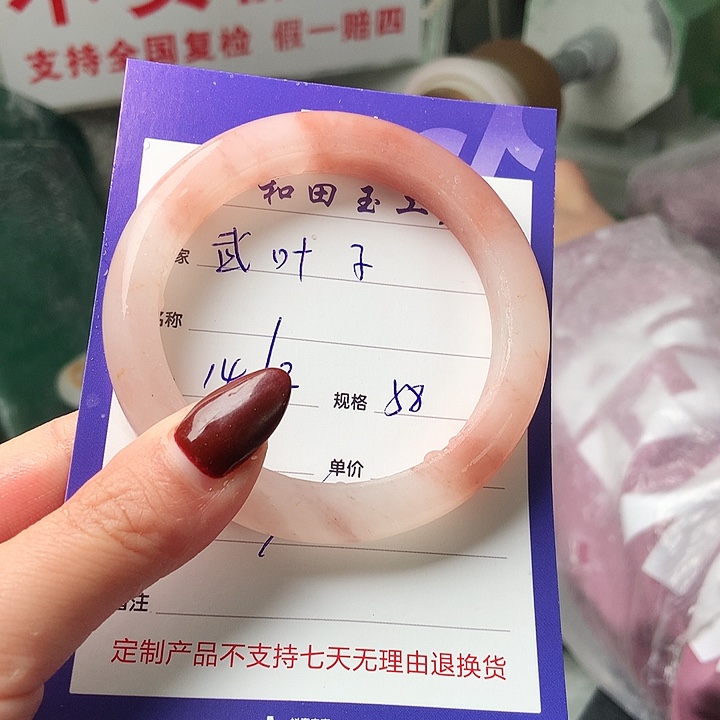 支持全国复检 假一赔四
和田玉工
家 武叶子
名称
规格 58
单价
备注
定制产品不支持七天无理由退换货